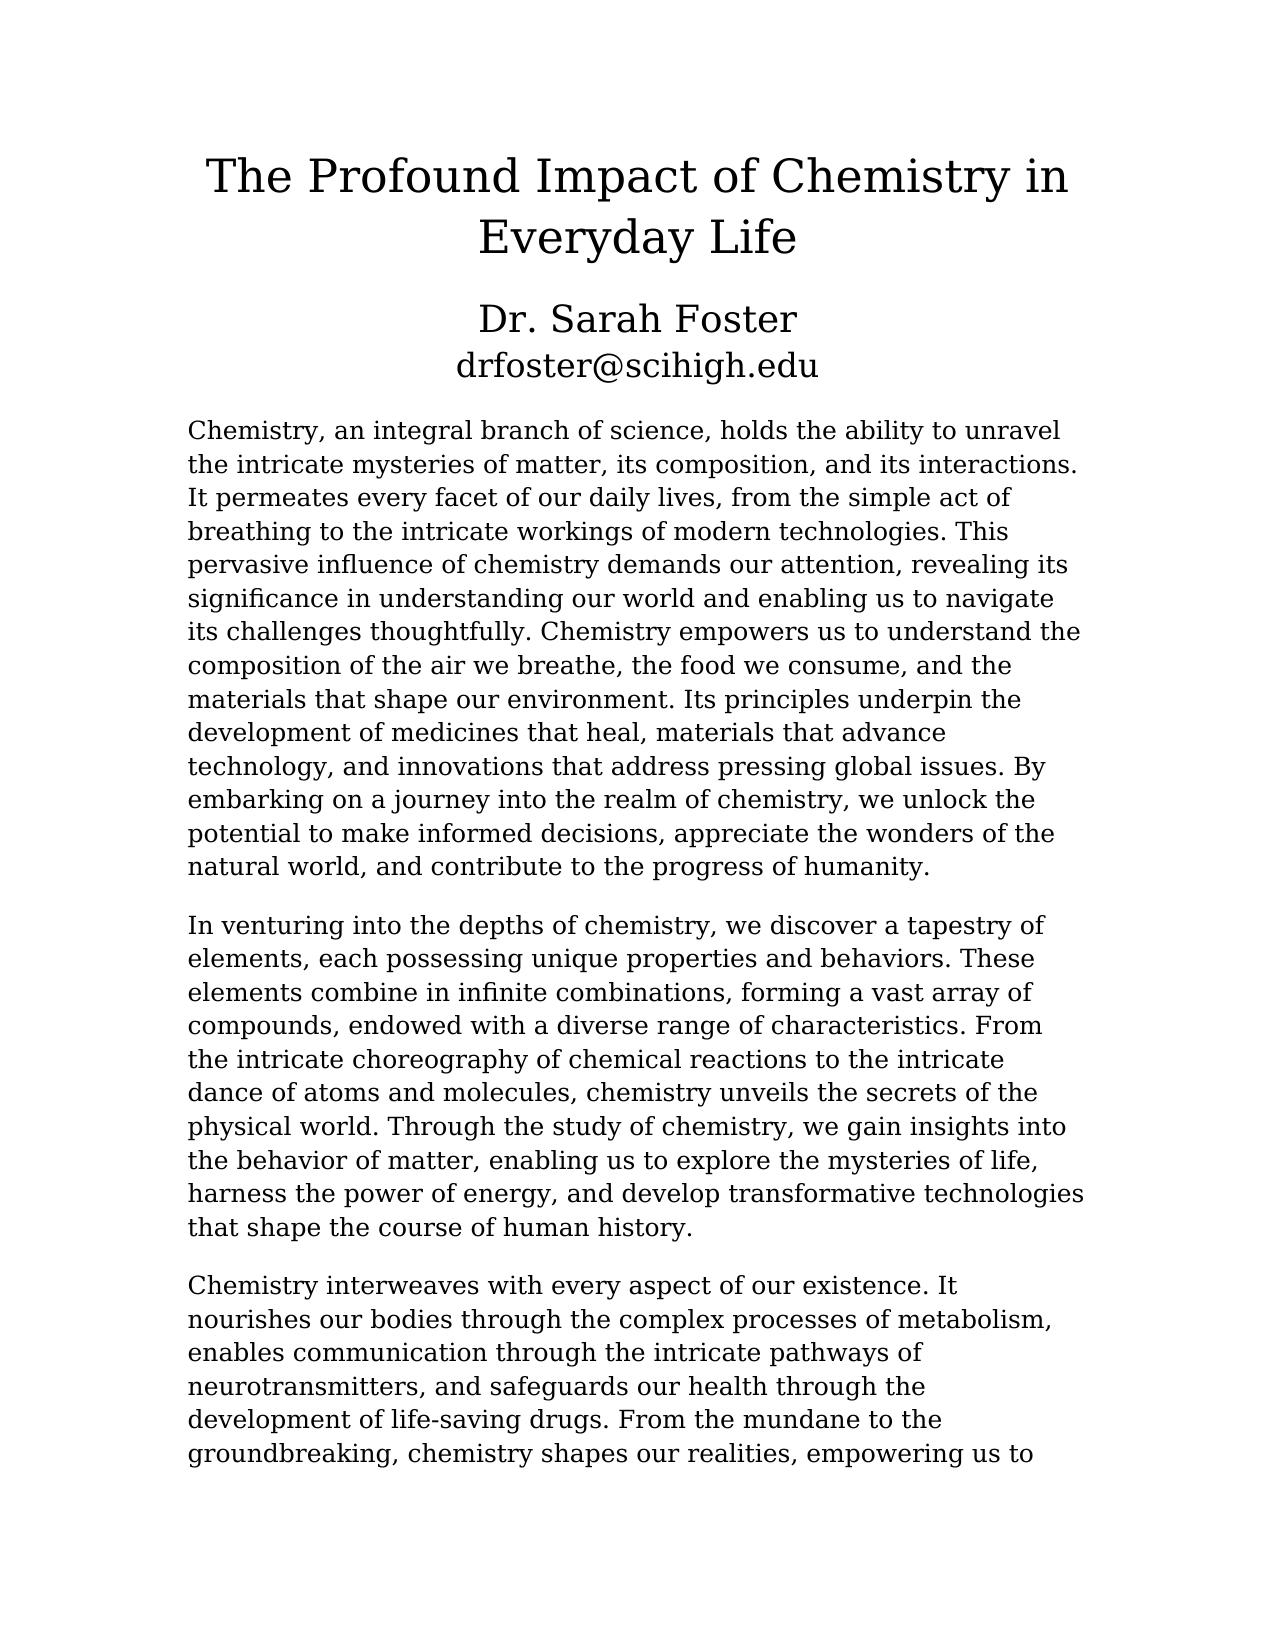 The Profound Impact of Chemistry in
Everyday Life
Dr. Sarah Foster
drfoster@scihigh.edu
Chemistry, an integral branch of science, holds the ability to unravel
the intricate mysteries of matter, its composition, and its interactions.
It permeates every facet of our daily lives, from the simple act of
breathing to the intricate workings of modern technologies. This
pervasive influence of chemistry demands our attention, revealing its
significance in understanding our world and enabling us to navigate
its challenges thoughtfully. Chemistry empowers us to understand the
composition of the air we breathe, the food we consume, and the
materials that shape our environment. Its principles underpin the
development of medicines that heal, materials that advance
technology, and innovations that address pressing global issues. By
embarking on a journey into the realm of chemistry, we unlock the
potential to make informed decisions, appreciate the wonders of the
natural world, and contribute to the progress of humanity.
In venturing into the depths of chemistry, we discover a tapestry of
elements, each possessing unique properties and behaviors. These
elements combine in infinite combinations, forming a vast array of
compounds, endowed with a diverse range of characteristics. From
the intricate choreography of chemical reactions to the intricate
dance of atoms and molecules, chemistry unveils the secrets of the
physical world. Through the study of chemistry, we gain insights into
the behavior of matter, enabling us to explore the mysteries of life,
harness the power of energy, and develop transformative technologies
that shape the course of human history.
Chemistry interweaves with every aspect of our existence. It
nourishes our bodies through the complex processes of metabolism,
enables communication through the intricate pathways of
neurotransmitters, and safeguards our health through the
development of life-saving drugs. From the mundane to the
groundbreaking, chemistry shapes our realities, empowering us to